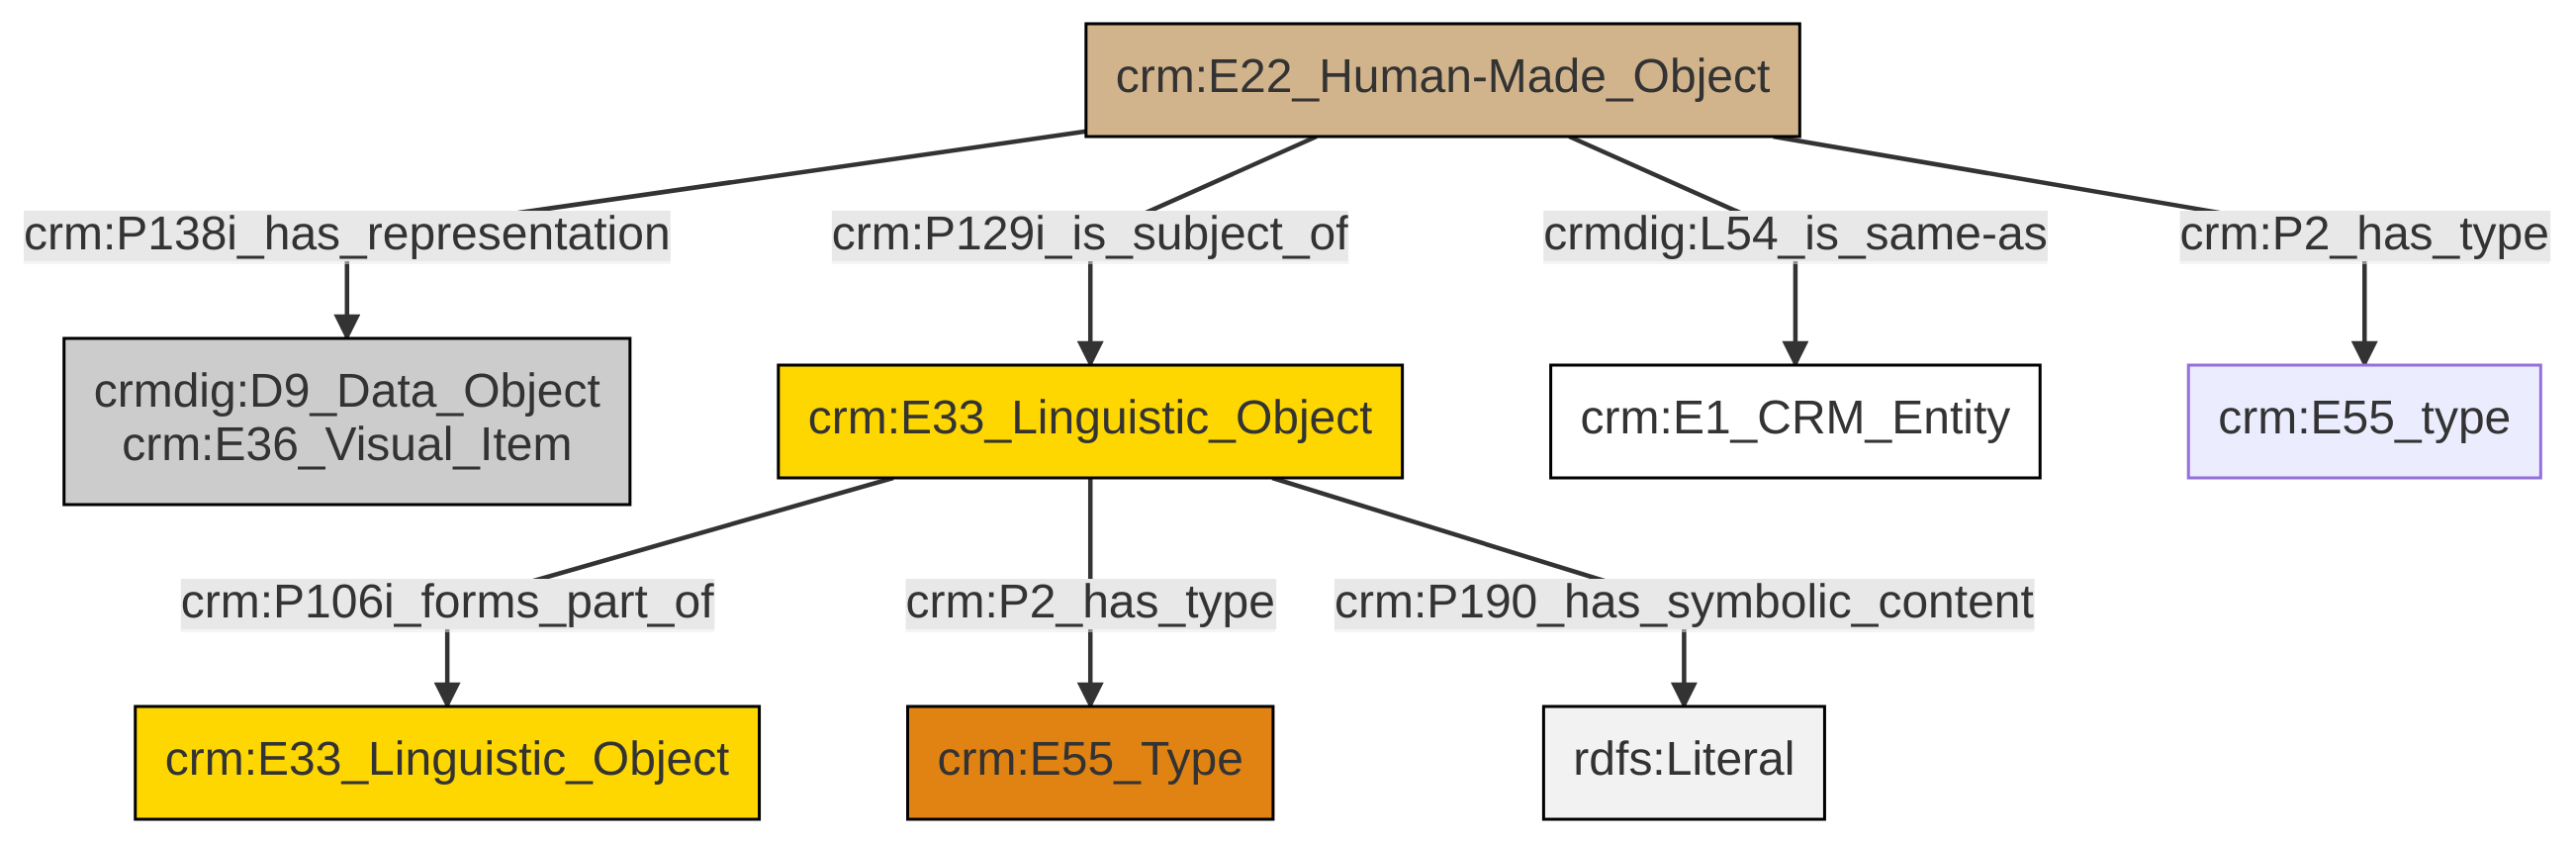 crm:E22_Human-Made_Object
crm:P138i_has_representation
crm:P129i_is_subject_of
crmdig:L54_is_same-as
crm:P2_has_type
crmdig:D9_Data_Object
crm:E36_Visual_Item
crm:E33_Linguistic_Object
crm:E1_CRM_Entity
crm:E55_type
crm:P106i_forms_part_of
crm:P2_has_type
crm:P190_has_symbolic_content
crm:E33_Linguistic_Object
crm:E55_Type
rdfs:Literal